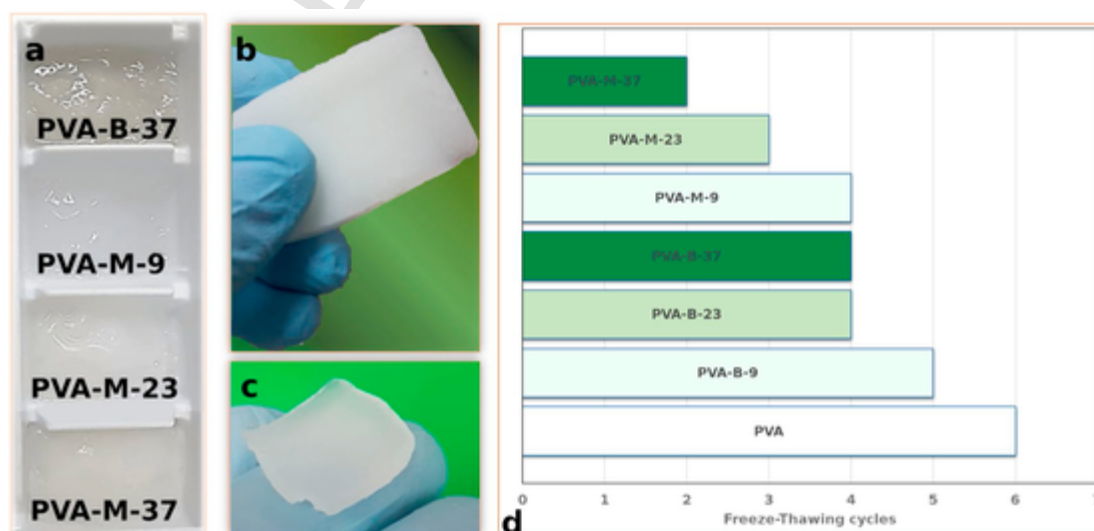 a
PVA-B-37
PVA-M-9
PVA-M-23
PVA-M-37
b
c
PVA-M-37
PVA-M-23
PVA-M-9
PVA-B-37
PVA-B-23
PVA-B-9
PVA
0 1 2 3 4 5 6
Freeze-Thawing cycles
d